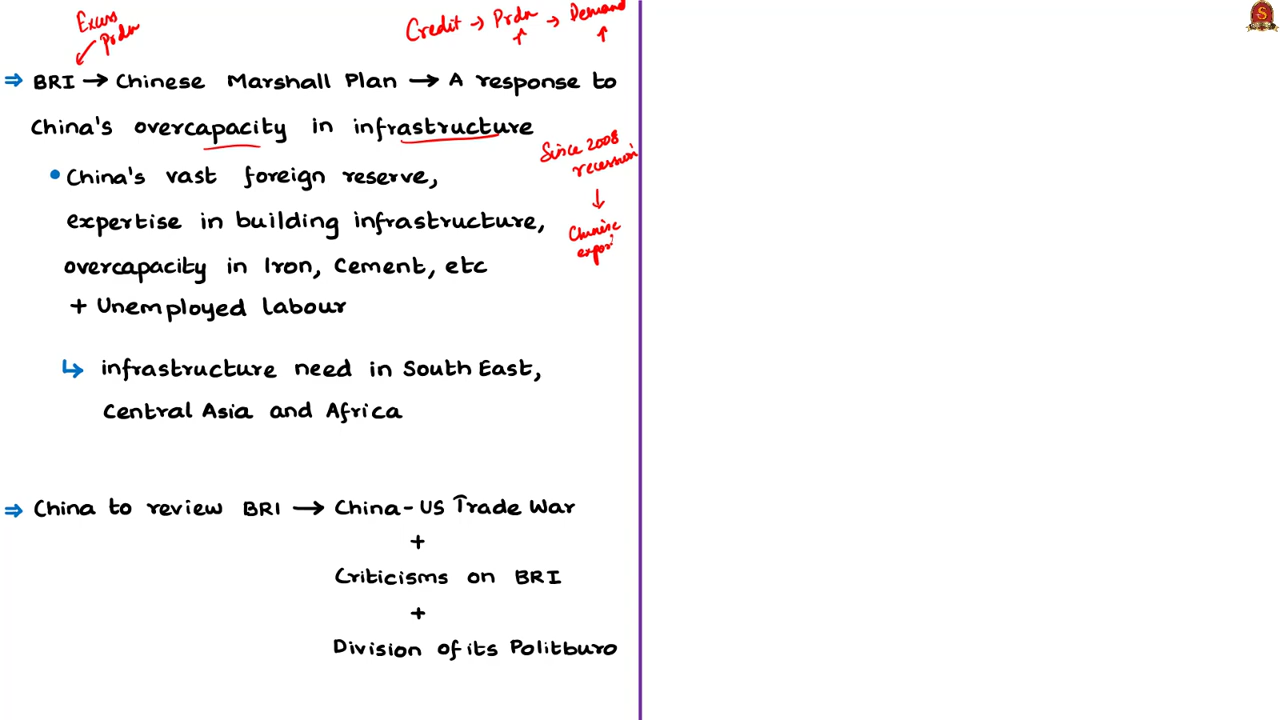 Excess
Prdn
Credit → Prdn → Demand
↑ ↑
⇒ BRI → Chinese Marshall Plan → A response to
China's overcapacity in infrastructure
Since 2008
recession
↓
Chinese
expor
• China's vast foreign reserve,
expertise in building infrastructure,
overcapacity in Iron, Cement, etc
+ Unemployed labour
↳ infrastructure need in South East,
Central Asia and Africa
⇒ China to review BRI → China-US Trade War
+
Criticisms on BRI
+
Division of its Politburo
S